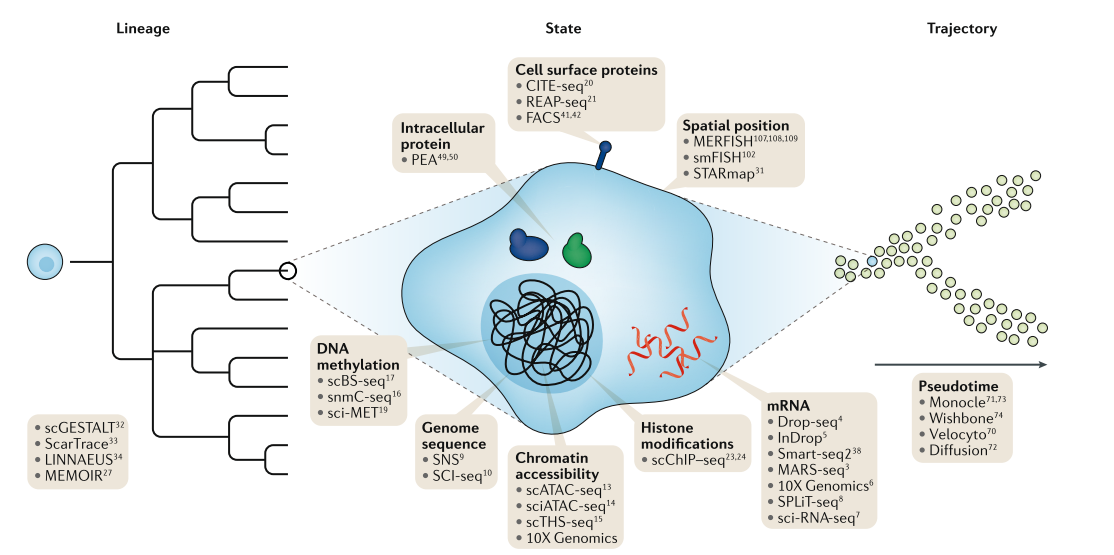 Lineage
State
Trajectory
Cell surface proteins
• CITE-seq20
• REAP-seq21
• FACS41,42
Intracellular
protein
• PEA49,50
Spatial position
• MERFISH107,108,109
• smFISH102
• STARmap31
DNA
methylation
• scBS-seq17
• snmC-seq16
• sci-MET19
• scGESTALT32
• ScarTrace33
• LINNAEUS34
• MEMOIR27
Genome
sequence
• SNS9
• SCI-seq10
Chromatin
accessibility
• scATAC-seq13
• sciATAC-seq14
• scTHS-seq15
• 10X Genomics
Histone
modifications
• scChIP–seq23,24
mRNA
• Drop-seq4
• InDrop5
• Smart-seq238
• MARS-seq3
• 10X Genomics6
• SPLiT-seq8
• sci-RNA-seq7
Pseudotime
• Monocle71,73
• Wishbone74
• Velocyto70
• Diffusion72